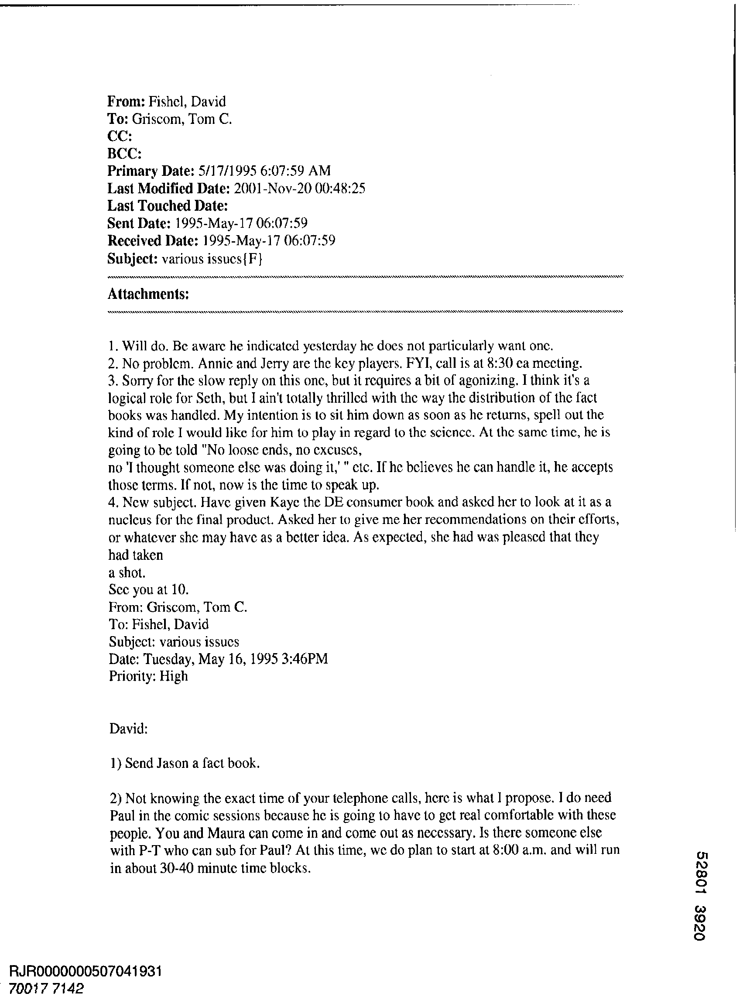 From: Fishel, David
To: Griscom, Tom C.
CC:
BCC:
Primary Date: 5/17/1995 6:07:59 AM
Last Modified Date: 2001-Nov-20 00:48:25
Last Touched Date:
Sent Date: 1995-May-17 06:07:59
Received Date: 1995-May-17 06:07:59
Subject: various issues{F}
Attachments:
1. Will do. Be aware he indicated yesterday he does not particularly want one.
2. No problem. Annie and Jerry are the key players. FYI, call is at 8:30 ea meeting.
3. Sorry for the slow reply on this one, but it requires a bit of agonizing. I think it's a
logical role for Seth, but I ain't totally thrilled with the way the distribution of the fact
books was handled. My intention is to sit him down as soon as he returns, spell out the
kind of role I would like for him to play in regard to the science. At the same time, he is
going to be told "No loose ends, no excuses,
no 'I thought someone else was doing it,' " etc. If he believes he can handle it, he accepts
those terms. If not, now is the time to speak up.
4. New subject. Have given Kaye the DE consumer book and asked her to look at it as a
nucleus for the final product. Asked her to give me her recommendations on their efforts,
or whatever she may have as a better idea. As expected, she had was pleased that they
had taken
a shot.
See you at 10.
From: Griscom, Tom C.
To: Fishel, David
Subject: various issues
Date: Tuesday, May 16, 1995 3:46PM
Priority: High
David:
1) Send Jason a fact book.
2) Not knowing the exact time of your telephone calls, here is what I propose. I do need
Paul in the comic sessions because he is going to have to get real comfortable with these
people. You and Maura can come in and come out as necessary. Is there someone else
with P-T who can sub for Paul? At this time, we do plan to start at 8:00 a.m. and will run
in about 30-40 minute time blocks.
52801 3920
RJR0000000507041931
70017 7142